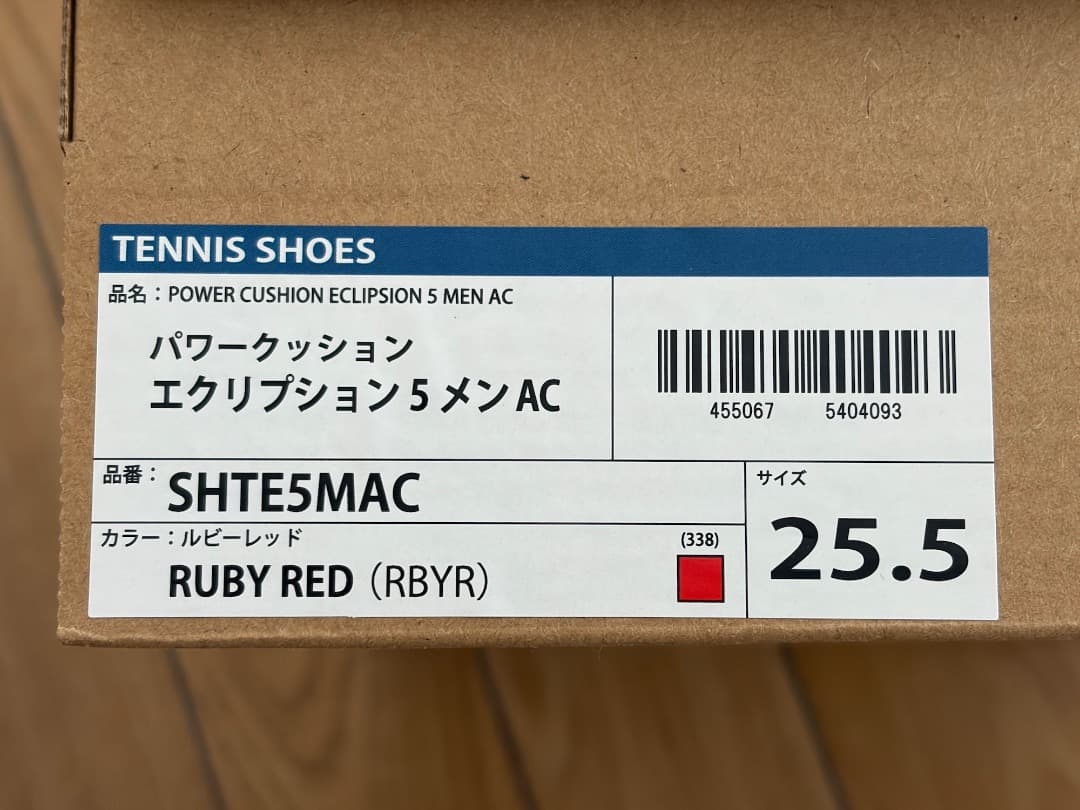 TENNIS SHOES
品名：POWER CUSHION ECLIPSION 5 MEN AC
パワークッション
エクリプション 5 メン AC
455067 5404093
品番：SHTE5MAC
カラー：ルビーレッド
RUBY RED（RBYR）
(338)
サイズ
25.5